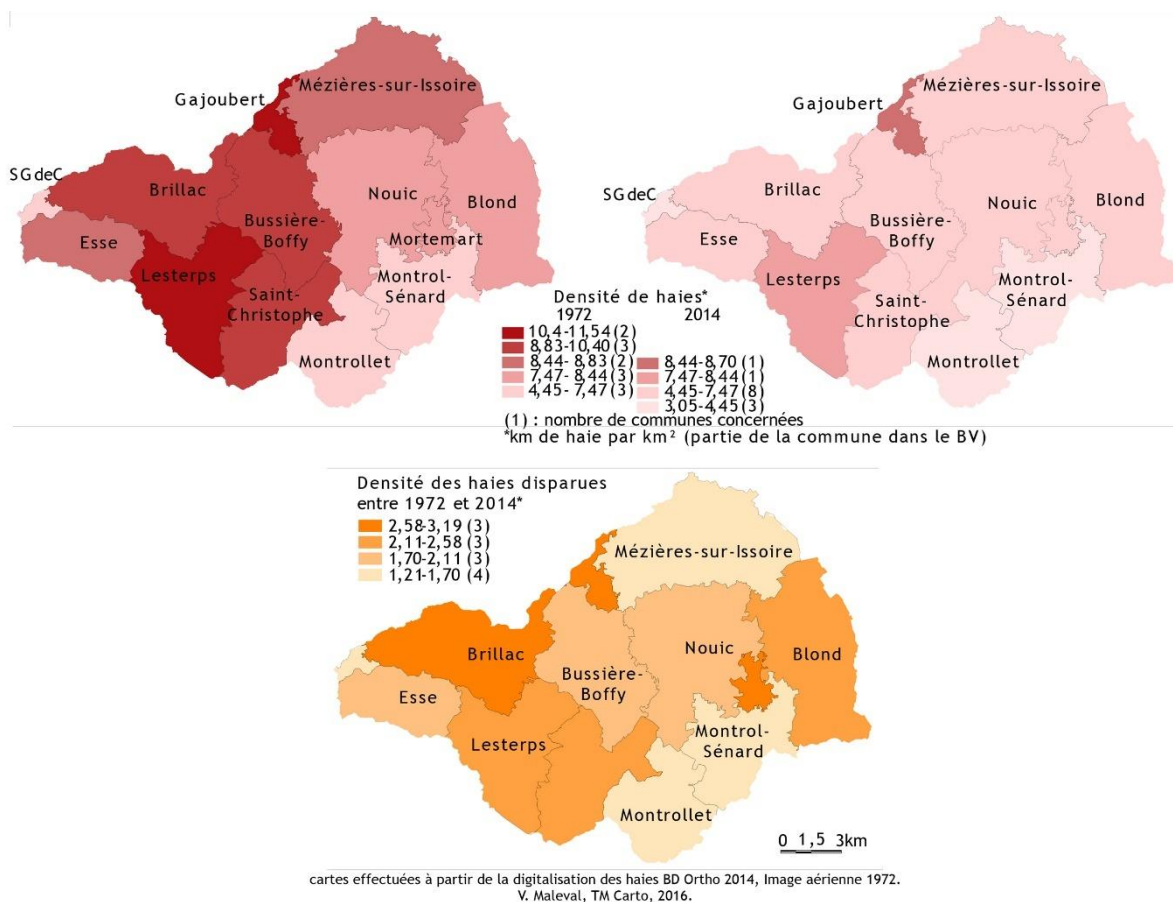 Mézières-sur-Issoire
Gajoubert
SGdeC
Brillac
Nouic
Blond
Bussière-
Boffy
Esse
Mortemart
Lesterps
Montrol-
Sénard
Saint-
Christophe
Montrollet
Mézières-sur-Issoire
Gajoubert
SGdeC
Brillac
Nouic
Blond
Bussière-
Boffy
Esse
Lesterps
Montrol-
Sénard
Saint-
Christophe
Montrollet
Densité de haies*
1972 2014
10,4-11,54 (2)
8,83-10,40 (3)
8,44- 8,83 (2) 8,44-8,70 (1)
7,47- 8,44 (3) 7,47-8,44 (1)
4,45- 7,47 (3) 4,45-7,47 (8)
3,05-4,45 (3)
(1) : nombre de communes concernées
*km de haie par km² (partie de la commune dans le BV)
Densité des haies disparues
entre 1972 et 2014*
2,58-3,19 (3)
2,11-2,58 (3)
1,70-2,11 (3)
1,21-1,70 (4)
Mézières-sur-Issoire
Brillac
Nouic
Blond
Bussière-
Boffy
Esse
Lesterps
Montrol-
Sénard
Montrollet
0 1,5 3km
cartes effectuées à partir de la digitalisation des haies BD Ortho 2014, Image aérienne 1972.
V. Maleval, TM Carto, 2016.